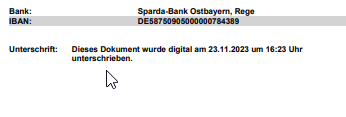 Bank: Sparda-Bank Ostbayern, Rege
IBAN: DE58750905000000784389
Unterschrift: Dieses Dokument wurde digital am 23.11.2023 um 16:23 Uhr
unterschrieben.